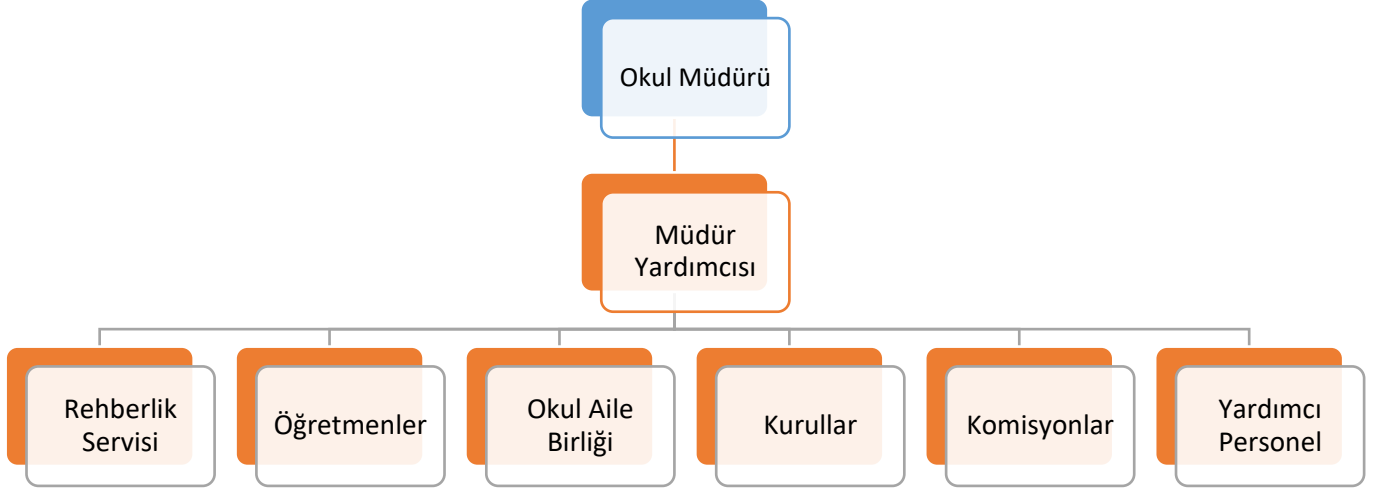 Okul Müdürü
Müdür
Yardımcısı
Rehberlik
Servisi
Öğretmenler
Okul Aile
Birliği
Kurullar
Komisyonlar
Yardımcı
Personel